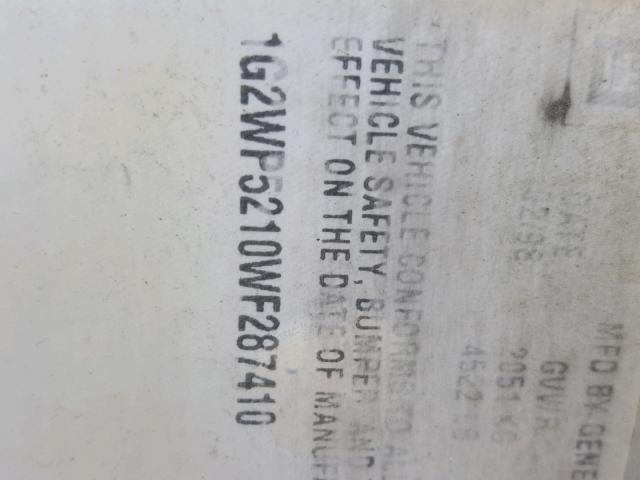 MFD BY GENE
DATE GVWR
2/98 2051 KG
4522 LB
THIS VEHICLE CONFORMS TO AL
VEHICLE SAFETY, BUMPER, AND
EFFECT ON THE DATE OF MANUF
1G2WP5210WF287410